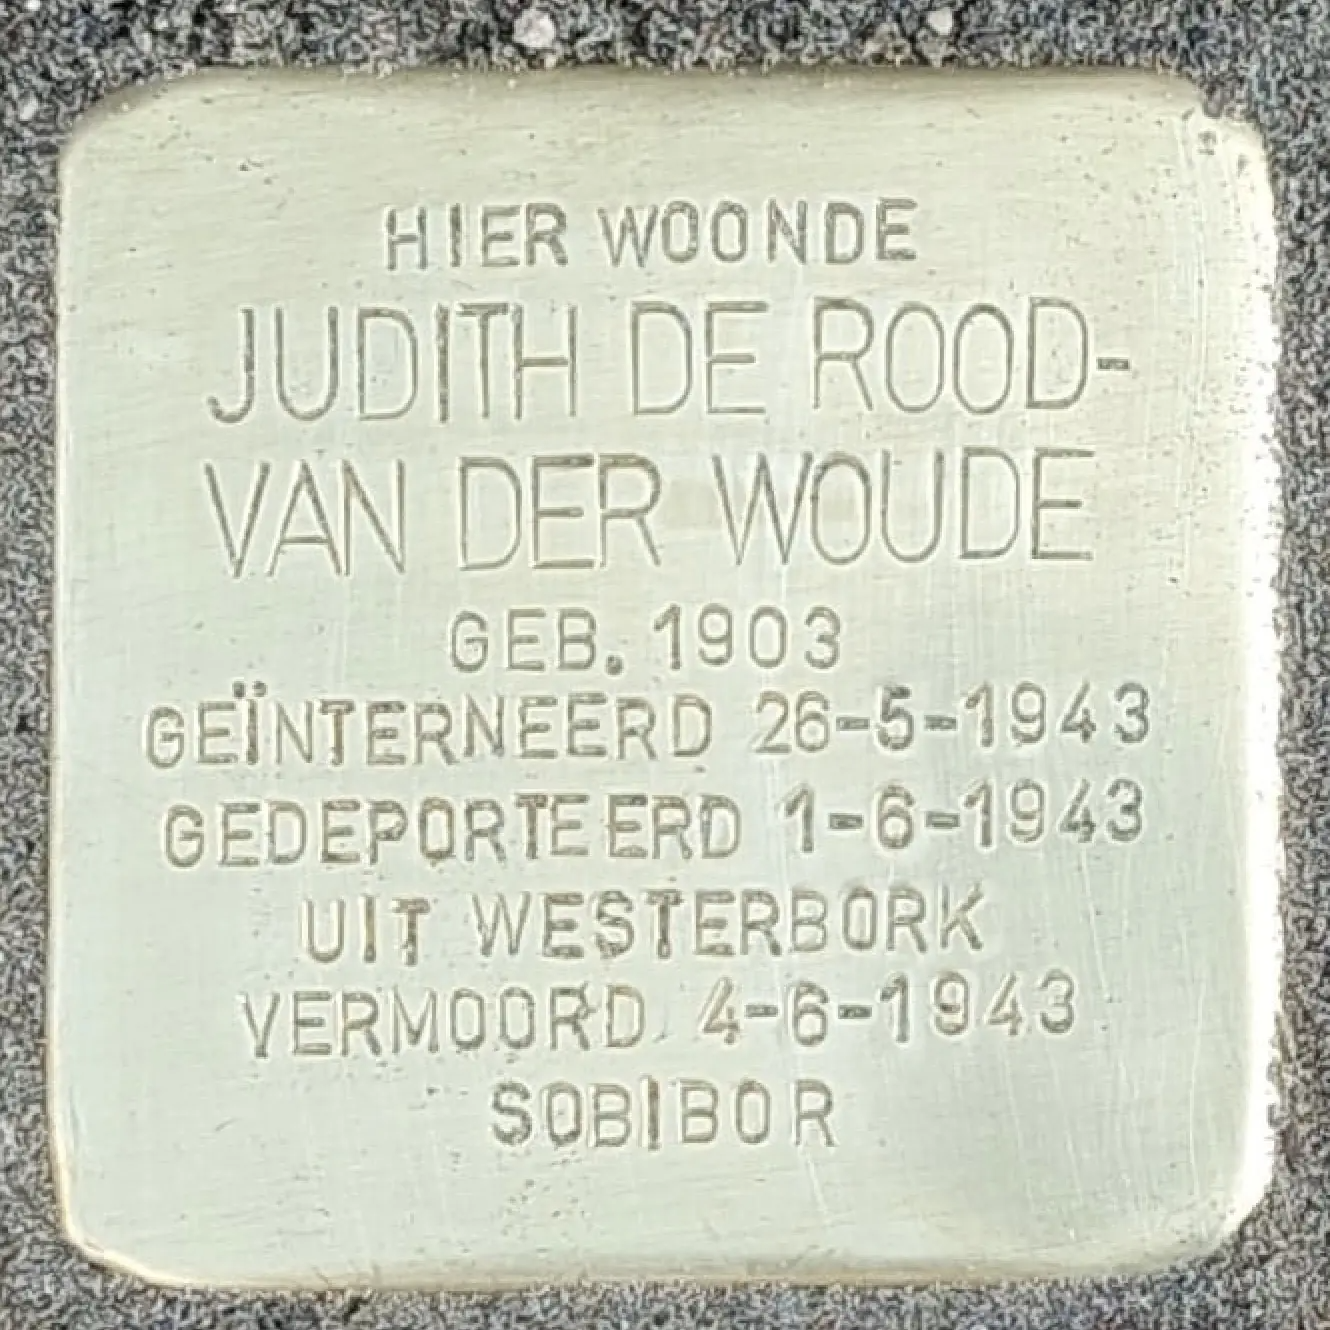 HIER WOONDE
JUDITH DE ROOD-
VAN DER WOUDE
GEB. 1903
GEÏNTERNEERD 26-5-1943
GEDEPORTEERD 1-6-1943
UIT WESTERBORK
VERMOORD 4-6-1943
SOBIBOR